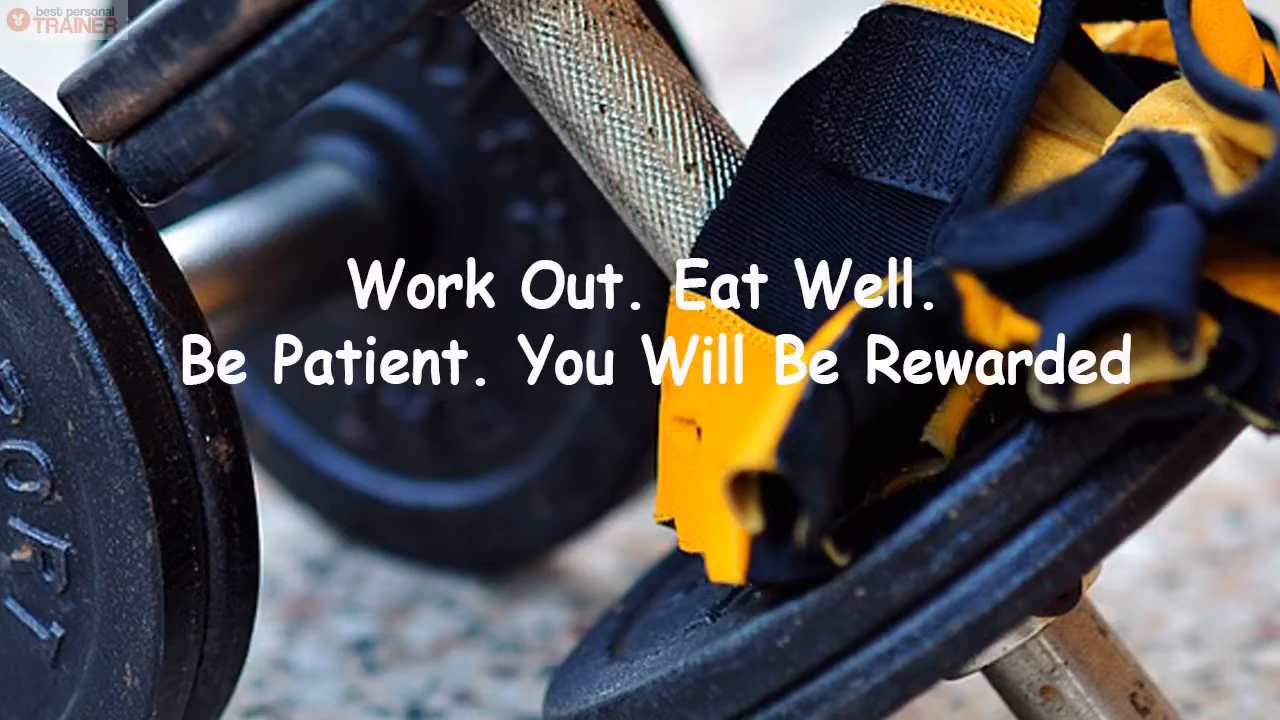 best personal
TRAINER
Work Out. Eat Well.
Be Patient. You Will Be Rewarded